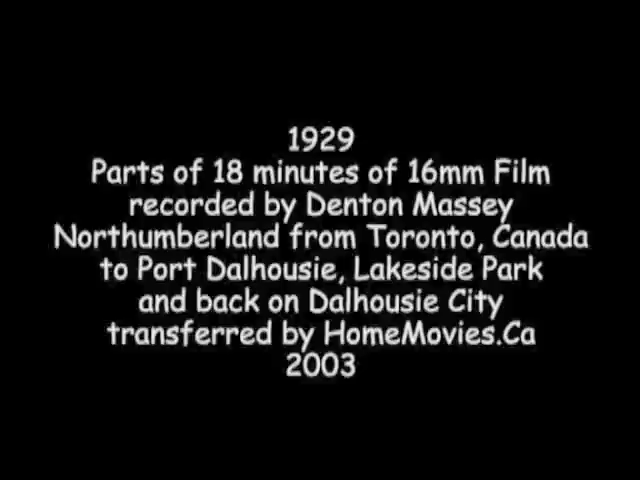 1929
Parts of 18 minutes of 16mm Film
recorded by Denton Massey
Northumberland from Toronto, Canada
to Port Dalhousie, Lakeside Park
and back on Dalhousie City
transferred by HomeMovies.Ca
2003